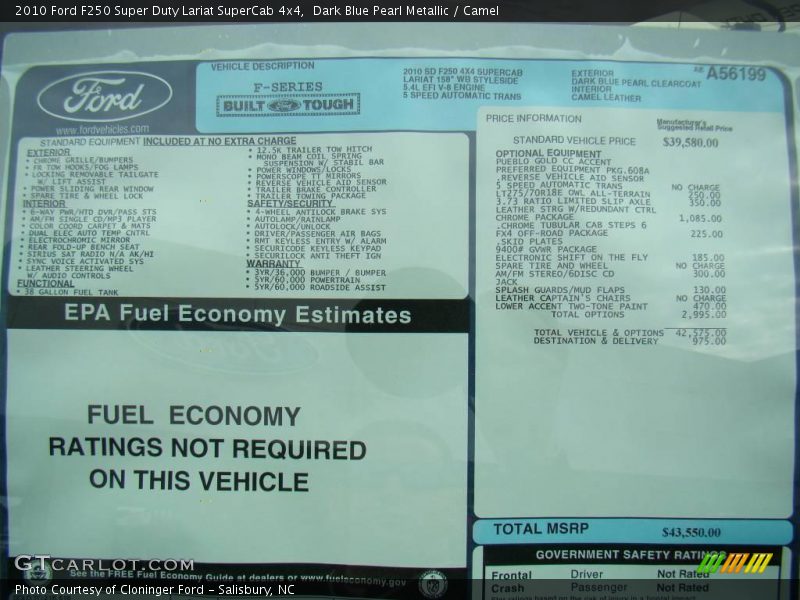 2010 Ford F250 Super Duty Lariat SuperCab 4x4,  Dark Blue Pearl Metallic / Camel
Ford
www.fordvehicles.com
VEHICLE DESCRIPTION
F-SERIES
BUILT Ford TOUGH
2010 SD F250 4X4 SUPERCAB
LARIAT 158" WB STYLESIDE
5.4L EFI V-8 ENGINE
5 SPEED AUTOMATIC TRANS
EXTERIOR
DARK BLUE PEARL CLEARCOAT
INTERIOR
CAMEL LEATHER
A56199
STANDARD EQUIPMENT INCLUDED AT NO EXTRA CHARGE
EXTERIOR
• CHROME GRILLE/BUMPERS
• FR TOW HOOKS/FOG LAMPS
• LOCKING REMOVABLE TAILGATE
W/ LIFT ASSIST
• POWER SLIDING REAR WINDOW
• SPARE TIRE & WHEEL LOCK
INTERIOR
• 6-WAY PWR/HTD DVR/PASS STS
• AM/FM SINGLE CD/MP3 PLAYER
• COLOR COORD CARPET & MATS
• DUAL ELEC AUTO TEMP CNTRL
• ELECTROCHROMIC MIRROR
• REAR FOLD-UP BENCH SEAT
• SIRIUS SAT RADIO N/A AK/HI
• SYNC VOICE ACTIVATED SYS
• LEATHER STEERING WHEEL
W/ AUDIO CONTROLS
FUNCTIONAL
• 38 GALLON FUEL TANK
• 12.5K TRAILER TOW HITCH
• MONO BEAM COIL SPRING
SUSPENSION W/ STABIL BAR
• POWER WINDOWS/LOCKS
• POWERSCOPE TT MIRRORS
• REVERSE VEHICLE AID SENSOR
• TRAILER BRAKE CONTROLLER
• TRAILER TOWING PACKAGE
SAFETY/SECURITY
• 4-WHEEL ANTILOCK BRAKE SYS
• AUTOLAMP/RAINLAMP
• AUTOLOCK/UNLOCK
• DRIVER/PASSENGER AIR BAGS
• RMT KEYLESS ENTRY W/ ALARM
• SECURICODE KEYLESS KEYPAD
• SECURILOCK ANTI THEFT IGN
WARRANTY
• 3YR/36,000 BUMPER / BUMPER
• 5YR/60,000 POWERTRAIN
• 5YR/60,000 ROADSIDE ASSIST
PRICE INFORMATION
Manufacturer's
Suggested Retail Price
STANDARD VEHICLE PRICE $39,580.00
OPTIONAL EQUIPMENT
PUEBLO GOLD CC ACCENT
PREFERRED EQUIPMENT PKG.608A
.REVERSE VEHICLE AID SENSOR
5 SPEED AUTOMATIC TRANS NO CHARGE
LT275/70R18E OWL ALL-TERRAIN 250.00
3.73 RATIO LIMITED SLIP AXLE 350.00
LEATHER STRG W/REDUNDANT CTRL
CHROME PACKAGE 1,085.00
.CHROME TUBULAR CAB STEPS 6
FX4 OFF-ROAD PACKAGE 225.00
.SKID PLATES
9400# GVWR PACKAGE
ELECTRONIC SHIFT ON THE FLY 185.00
SPARE TIRE AND WHEEL NO CHARGE
AM/FM STEREO/6DISC CD 300.00
JACK
SPLASH GUARDS/MUD FLAPS 130.00
LEATHER CAPTAIN'S CHAIRS NO CHARGE
LOWER ACCENT TWO-TONE PAINT 470.00
TOTAL OPTIONS 2,995.00
TOTAL VEHICLE & OPTIONS 42,575.00
DESTINATION & DELIVERY 975.00
EPA Fuel Economy Estimates
FUEL ECONOMY
RATINGS NOT REQUIRED
ON THIS VEHICLE
TOTAL MSRP $43,550.00
GOVERNMENT SAFETY RATINGS
Frontal Driver Not Rated
Crash Passenger Not Rated
GTCARLOT.COM
See the FREE Fuel Economy Guide at dealers or www.fueleconomy.gov
Photo Courtesy of Cloninger Ford – Salisbury, NC